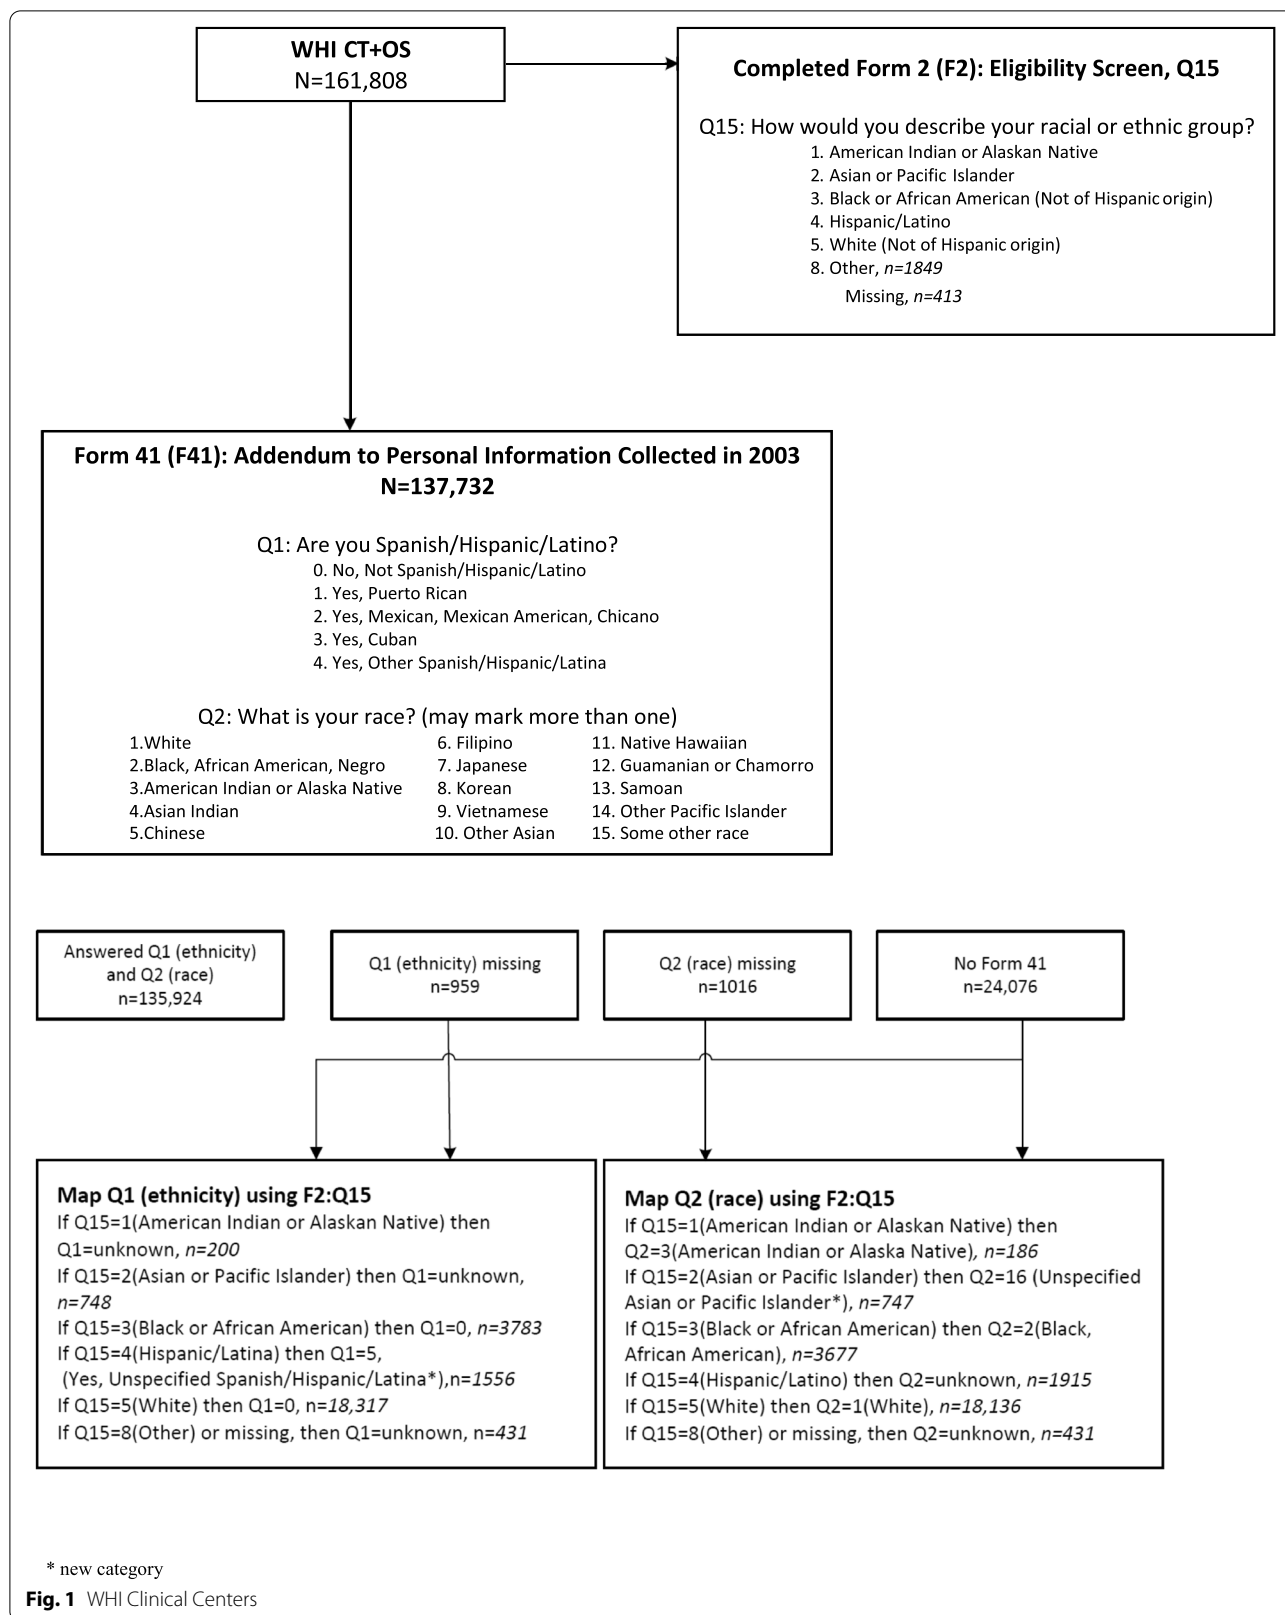 WHI CT+OS
N=161,808
Completed Form 2 (F2): Eligibility Screen, Q15
Q15: How would you describe your racial or ethnic group?
1. American Indian or Alaskan Native
2. Asian or Pacific Islander
3. Black or African American (Not of Hispanic origin)
4. Hispanic/Latino
5. White (Not of Hispanic origin)
8. Other, n=1849
Missing, n=413
Form 41 (F41): Addendum to Personal Information Collected in 2003
N=137,732
Q1: Are you Spanish/Hispanic/Latino?
0. No, Not Spanish/Hispanic/Latino
1. Yes, Puerto Rican
2. Yes, Mexican, Mexican American, Chicano
3. Yes, Cuban
4. Yes, Other Spanish/Hispanic/Latina
Q2: What is your race? (may mark more than one)
1.White
2.Black, African American, Negro
3.American Indian or Alaska Native
4.Asian Indian
5.Chinese
6. Filipino
7. Japanese
8. Korean
9. Vietnamese
10. Other Asian
11. Native Hawaiian
12. Guamanian or Chamorro
13. Samoan
14. Other Pacific Islander
15. Some other race
Answered Q1 (ethnicity)
and Q2 (race)
n=135,924
Q1 (ethnicity) missing
n=959
Q2 (race) missing
n=1016
No Form 41
n=24,076
Map Q1 (ethnicity) using F2:Q15
If Q15=1(American Indian or Alaskan Native) then
Q1=unknown, n=200
If Q15=2(Asian or Pacific Islander) then Q1=unknown,
n=748
If Q15=3(Black or African American) then Q1=0, n=3783
If Q15=4(Hispanic/Latina) then Q1=5,
(Yes, Unspecified Spanish/Hispanic/Latina*),n=1556
If Q15=5(White) then Q1=0, n=18,317
If Q15=8(Other) or missing, then Q1=unknown, n=431
Map Q2 (race) using F2:Q15
If Q15=1(American Indian or Alaskan Native) then
Q2=3(American Indian or Alaska Native), n=186
If Q15=2(Asian or Pacific Islander) then Q2=16 (Unspecified
Asian or Pacific Islander*), n=747
If Q15=3(Black or African American) then Q2=2(Black,
African American), n=3677
If Q15=4(Hispanic/Latino) then Q2=unknown, n=1915
If Q15=5(White) then Q2=1(White), n=18,136
If Q15=8(Other) or missing, then Q2=unknown, n=431
* new category
Fig. 1 WHI Clinical Centers